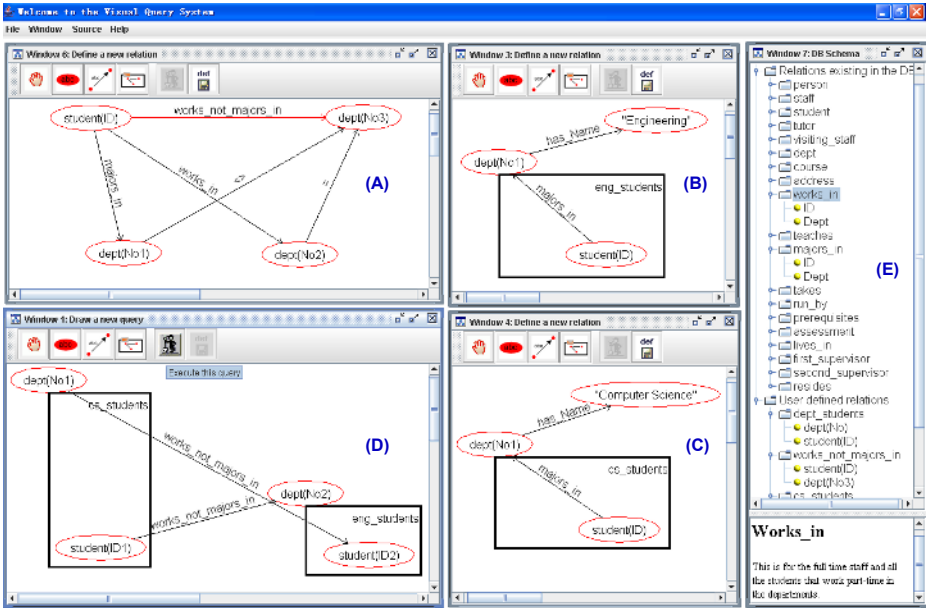 Welcome to the Visual Query System
File Window Source Help
Window 6: Define a new relation
abc
def
works_not_majors_in
student(ID)
dept(No3)
majors_in
works_in
<>
=
(A)
dept(No1)
dept(No2)
Window 3: Define a new relation
abc
def
"Engineering"
has_Name
dept(No1)
(B)
eng_students
majors_in
student(ID)
Window 7: DB Schema
Relations existing in the DB
person
staff
student
tutor
visiting_staff
dept
course
address
works_in
ID
Dept
teaches
majors_in
ID
Dept
(E)
takes
run_by
prerequisites
assessment
lives_in
first_supervisor
second_supervisor
resides
User defined relations
dept_students
dept(No)
student(ID)
works_not_majors_in
student(ID)
dept(No3)
cs_students
Works_in
This is for the full time staff and all
the students that work part-time in
the departments.
Window 1: Draw a new query
abc
def
Execute this query
dept(No1)
cs_students
works_not_majors_in
(D)
dept(No2)
works_not_majors_in
eng_students
student(ID1)
student(ID2)
Window 4: Define a new relation
abc
def
"Computer Science"
has_Name
dept(No1)
(C)
cs_students
majors_in
student(ID)